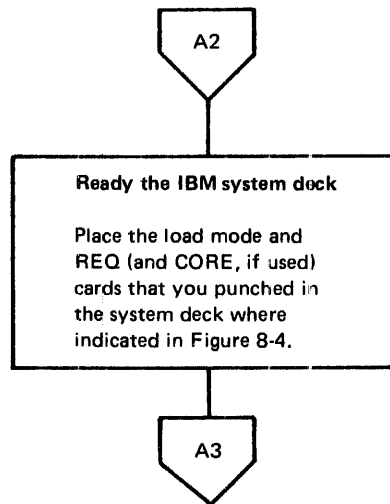 A2
Ready the IBM system deck
Place the load mode and
REQ (and CORE, if used)
cards that you punched in
the system deck where
indicated in Figure 8-4.
A3